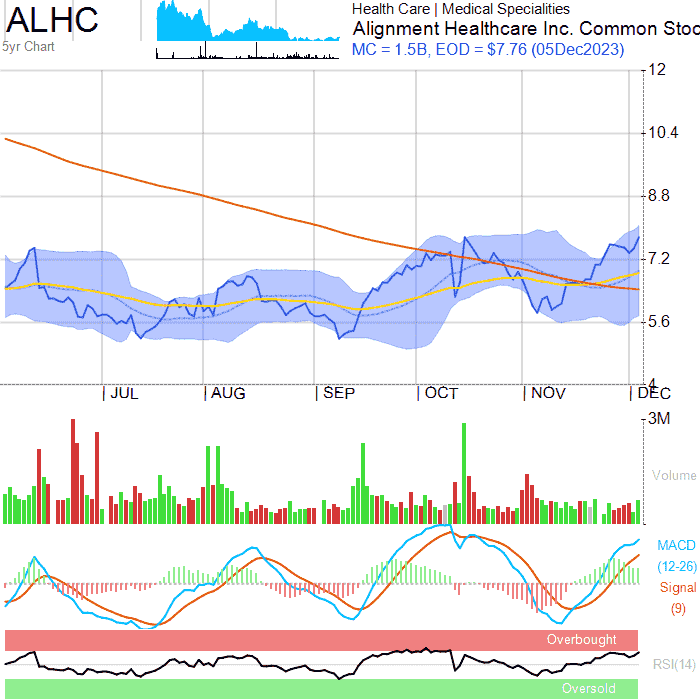 ALHC
5yr Chart
Health Care | Medical Specialities
Alignment Healthcare Inc. Common Stoc
MC = 1.5B, EOD = $7.76 (05Dec2023)
12
10.4
8.8
7.2
5.6
4
JUL AUG SEP OCT NOV DEC
3M
Volume
MACD
(12-26)
Signal
(9)
Overbought
RSI(14)
Oversold